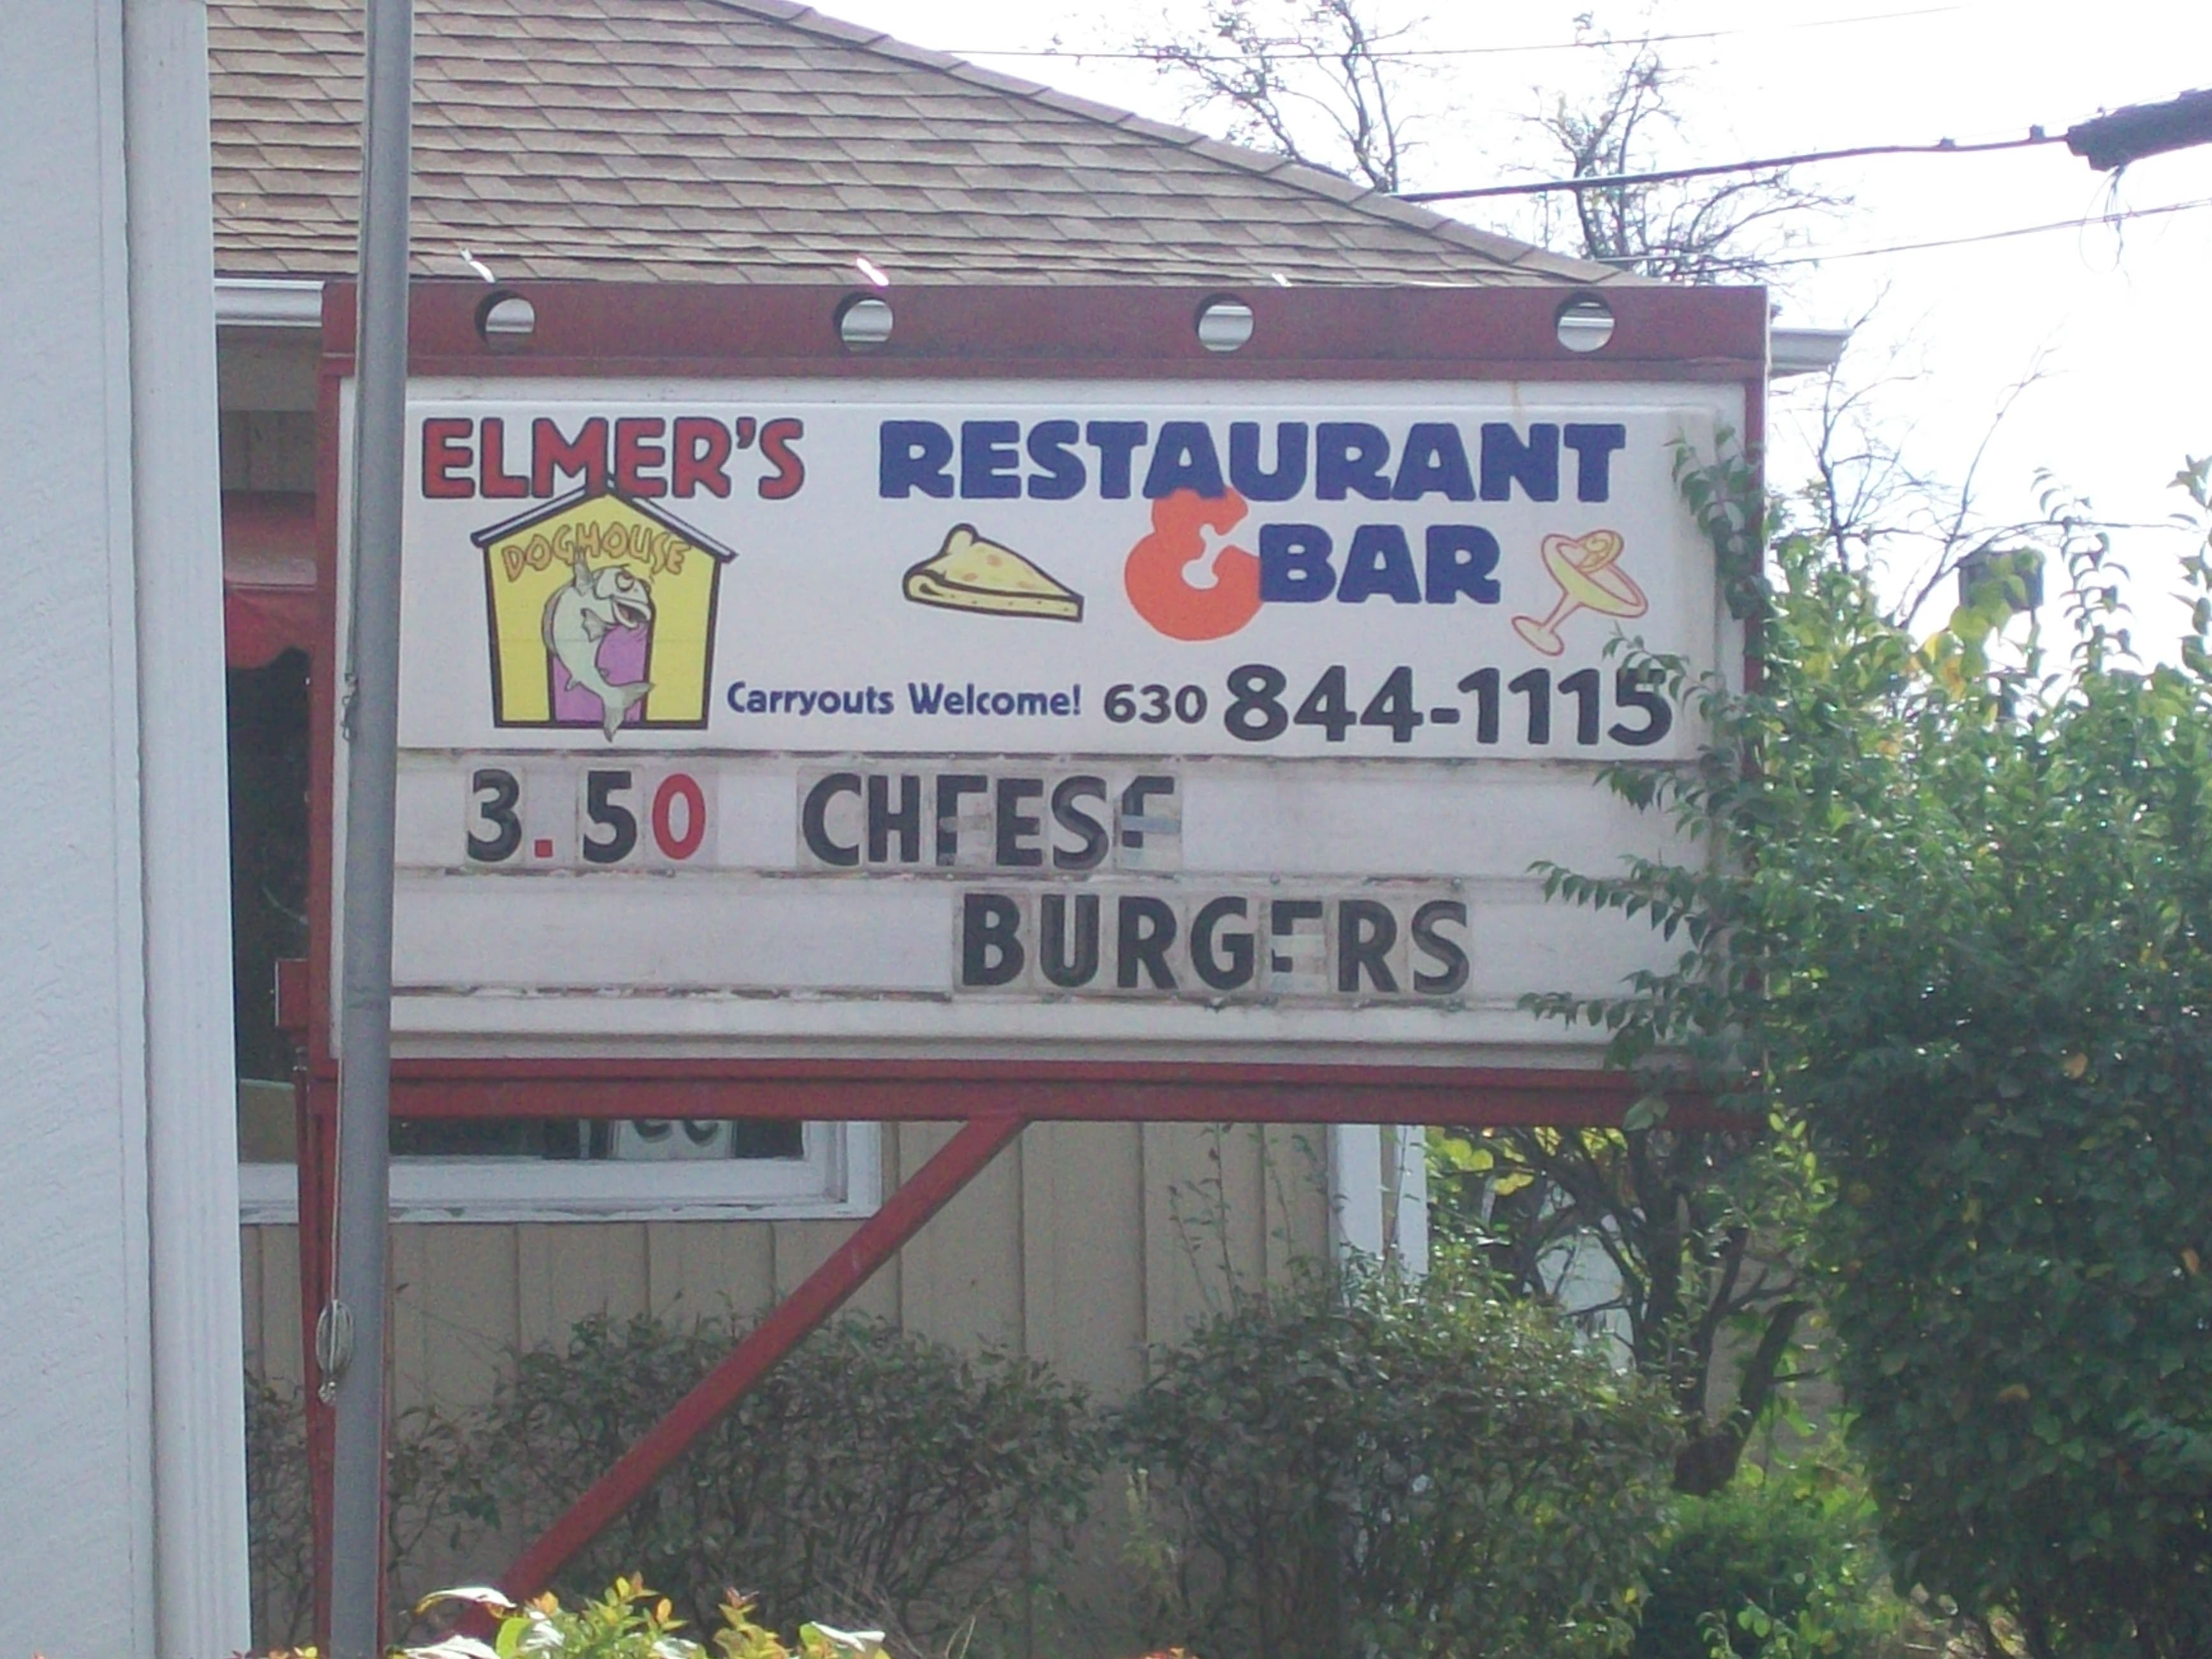 ELMER'S RESTAURANT
DOGHOUSE
& BAR
Carryouts Welcome! 630 844-1115
3.50 CHEESE
BURGERS